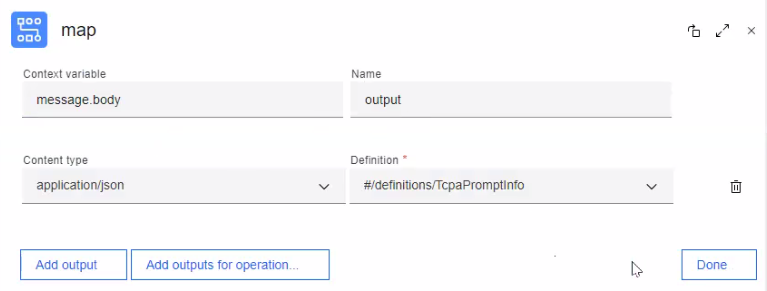 map
Context variable
Name
message.body
output
Content type
Definition *
application/json
#/definitions/TcpaPromptInfo
Add output
Add outputs for operation...
Done